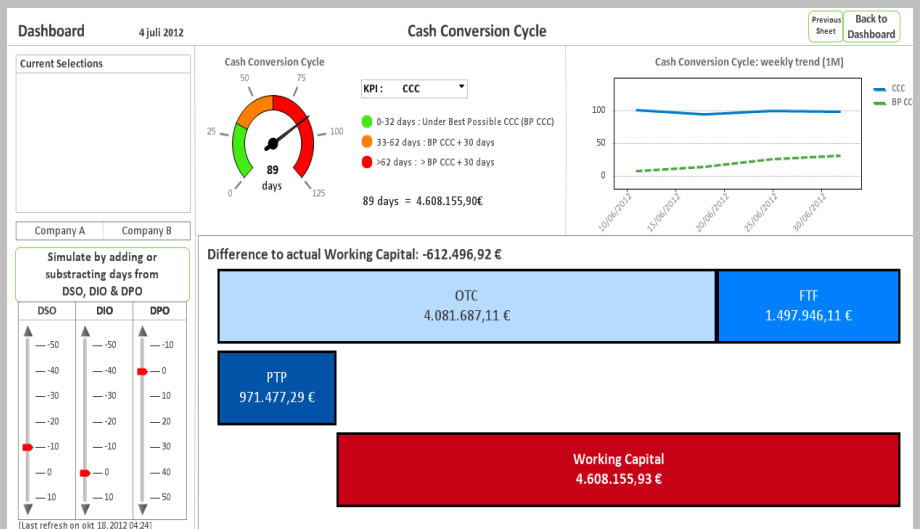 Dashboard
4 juli 2012
Cash Conversion Cycle
Previous
Sheet
Back to
Dashboard
Current Selections
Company A
Company B
Simulate by adding or
substracting days from
DSO, DIO & DPO
DSO
DIO
DPO
-50
-40
-30
-20
-10
0
10
-50
-40
-30
-20
-10
0
10
-10
0
10
20
30
40
50
[Last refresh on okt 18, 2012 04:24]
Cash Conversion Cycle
0
25
50
75
100
125
89
days
KPI :
CCC
0-32 days : Under Best Possible CCC (BP CCC)
33-62 days : BP CCC + 30 days
>62 days : > BP CCC + 30 days
89 days = 4.608.155,90€
Cash Conversion Cycle: weekly trend (1M)
100
50
0
10/06/2012
15/06/2012
20/06/2012
25/06/2012
30/06/2012
CCC
BP CC
Difference to actual Working Capital: -612.496,92 €
OTC
4.081.687,11 €
FTF
1.497.946,11 €
PTP
971.477,29 €
Working Capital
4.608.155,93 €